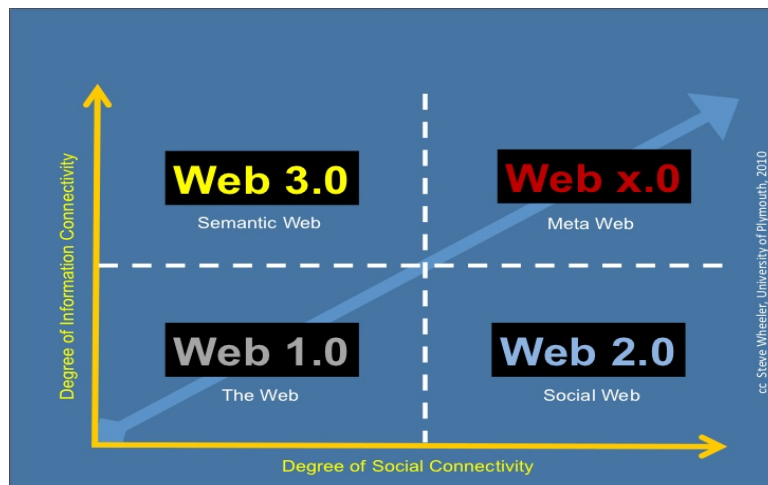 Web 3.0
Semantic Web
Web x.0
Meta Web
Web 1.0
The Web
Web 2.0
Social Web
Degree of Information Connectivity
Degree of Social Connectivity
cc Steve Wheeler, University of Plymouth, 2010